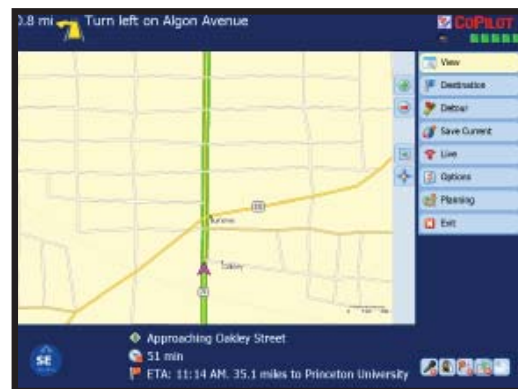 0.8 mi Turn left on Algon Avenue
COPILOT
View
Destination
Detour
Save Current
Live
Options
Planning
Exit
Oakley
Approaching Oakley Street
51 min
ETA: 11:14 AM. 35.1 miles to Princeton University
SE